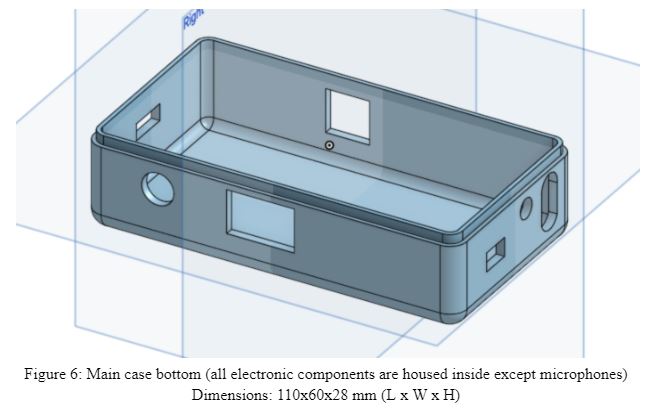 Right
Figure 6: Main case bottom (all electronic components are housed inside except microphones)
Dimensions: 110x60x28 mm (L x W x H)